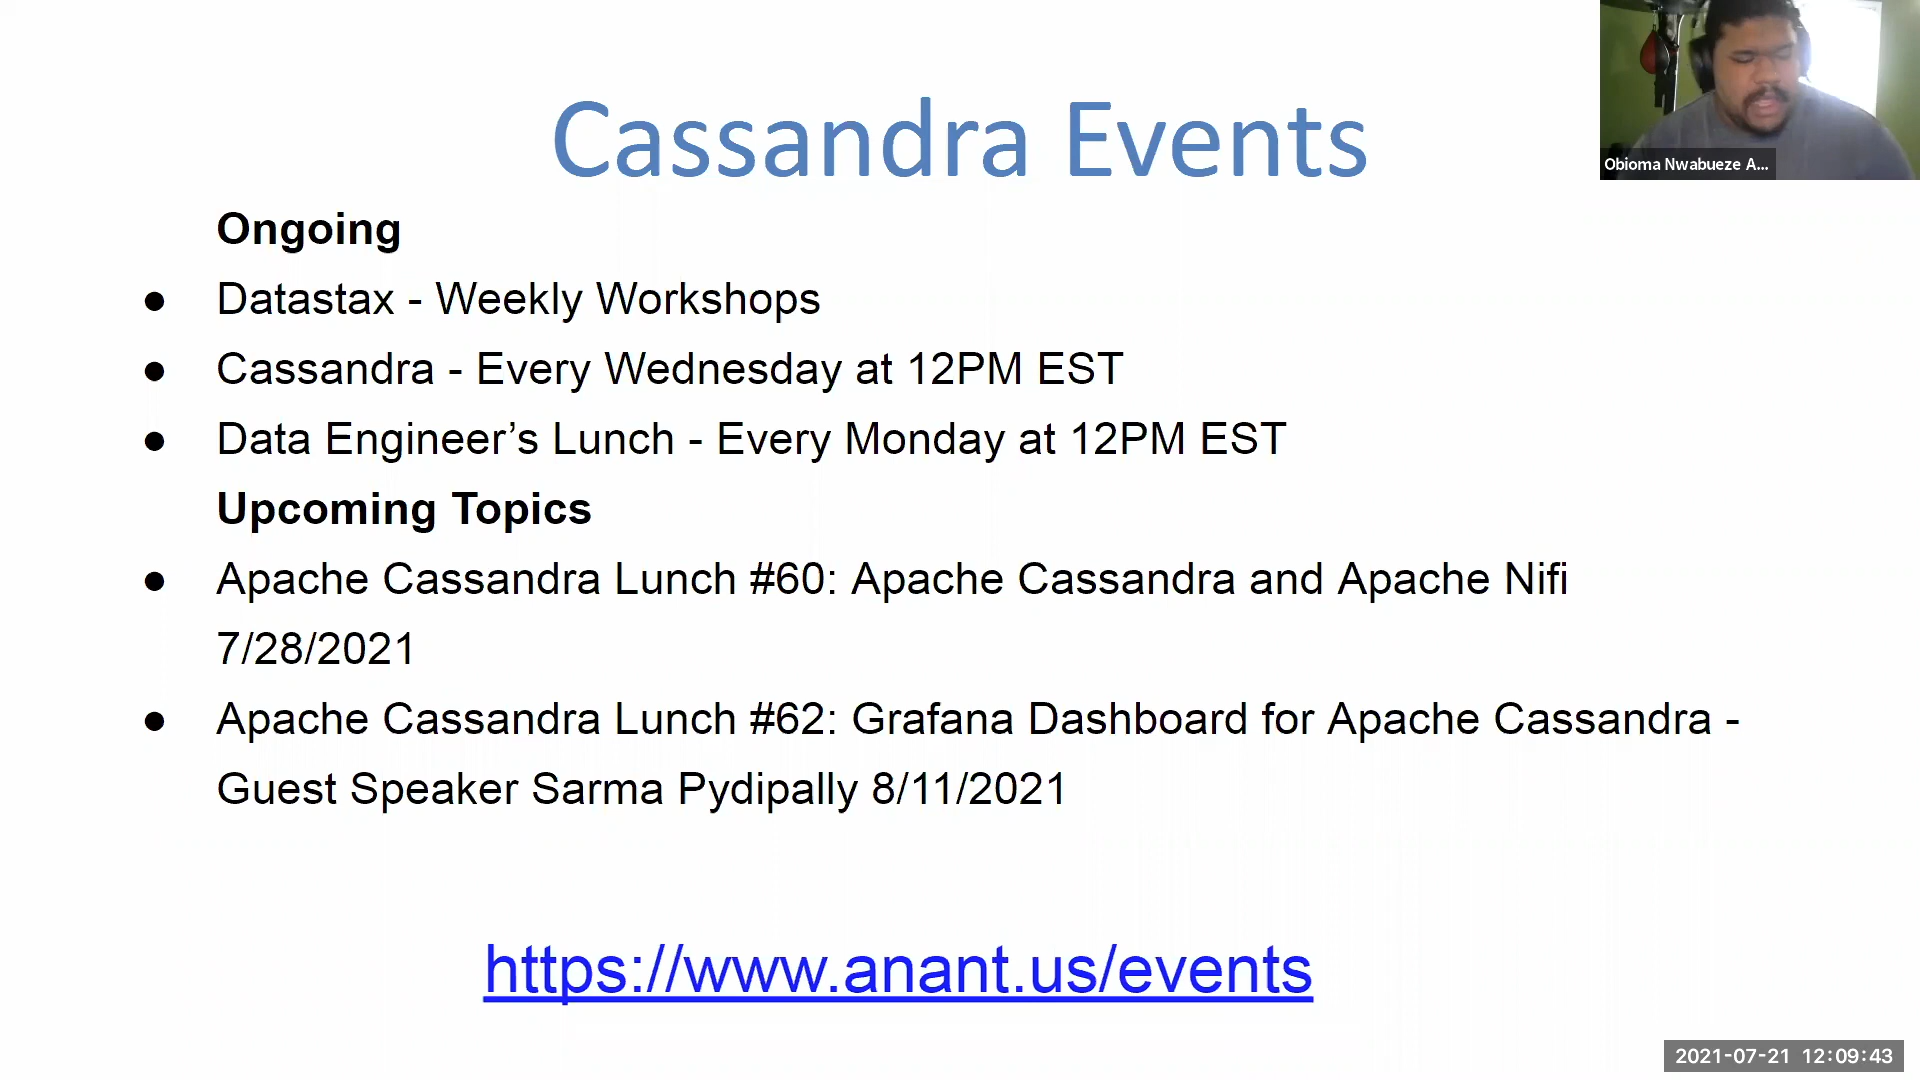 Cassandra Events
Obioma Nwabueze A...
Ongoing
● Datastax - Weekly Workshops
● Cassandra - Every Wednesday at 12PM EST
● Data Engineer’s Lunch - Every Monday at 12PM EST
Upcoming Topics
● Apache Cassandra Lunch #60: Apache Cassandra and Apache Nifi
7/28/2021
● Apache Cassandra Lunch #62: Grafana Dashboard for Apache Cassandra -
Guest Speaker Sarma Pydipally 8/11/2021
https://www.anant.us/events
2021-07-21 12:09:43